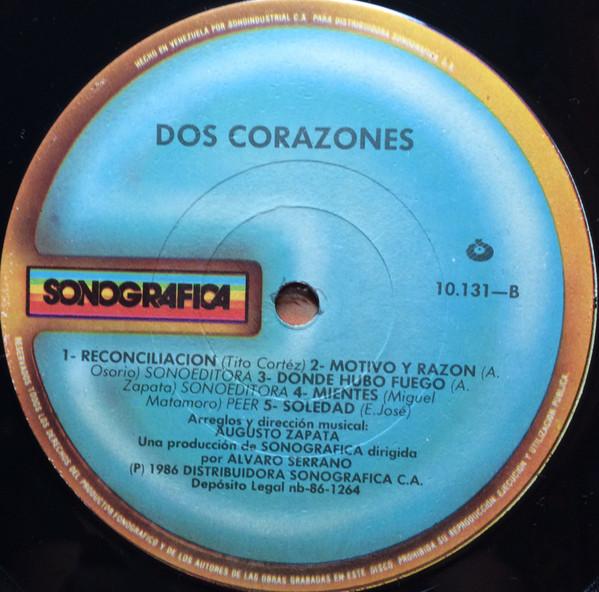 HECHO EN VENEZUELA POR SONOINDUSTRIAL C.A. PARA DISTRIBUIDORA SONOGRAFICA C.A.
DOS CORAZONES
SONOGRAFICA
10.131—B
1- RECONCILIACION (Tito Cortéz) 2- MOTIVO Y RAZON (A.
Osorio) SONOEDITORA 3- DONDE HUBO FUEGO (A.
Zapata) SONOEDITORA 4- MIENTES (Miguel
Matamoro) PEER 5- SOLEDAD (E.José)
Arreglos y dirección musical:
AUGUSTO ZAPATA
Una producción de SONOGRAFICA dirigida
por ALVARO SERRANO
(P) 1986 DISTRIBUIDORA SONOGRAFICA C.A.
Depósito Legal nb-86-1264
RESERVADOS TODOS LOS DERECHOS DEL PRODUCTOR FONOGRAFICO Y DE LOS AUTORES DE LAS OBRAS GRABADAS EN ESTE DISCO. PROHIBIDA SU REPRODUCCION, EJECUCION Y UTILIZACION PUBLICA.